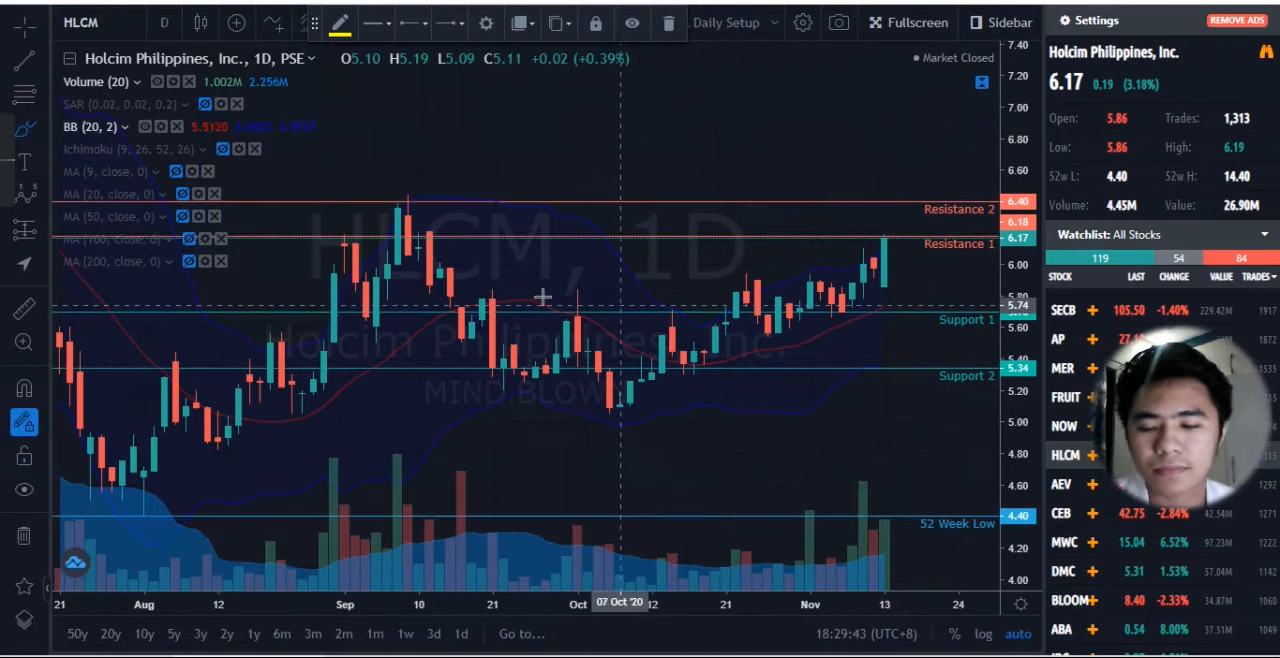 HLCM D Daily Setup Fullscreen Sidebar
Holcim Philippines, Inc., 1D, PSE O5.10 H5.19 L5.09 C5.11 +0.02 (+0.39%)
Market Closed
Volume (20) 1.002M 2.256M
SAR (0.02, 0.02, 0.2)
BB (20, 2) 5.5120
Ichimoku (9, 26, 52, 26)
MA (9, close, 0)
MA (20, close, 0)
MA (50, close, 0)
MA (100, close, 0)
MA (200, close, 0)
HLCM, 1D
Holcim Philippines, Inc.
MIND.BLOW
Resistance 2
Resistance 1
Support 1
Support 2
52 Week Low
7.40
7.20
7.00
6.80
6.60
6.40
6.18
6.17
6.00
5.74
5.60
5.40
5.34
5.20
5.00
4.80
4.60
4.40
4.20
4.00
21 Aug 12 Sep 10 21 Oct 07 Oct '20 12 21 Nov 13 24
50y 20y 10y 5y 3y 2y 1y 6m 3m 2m 1m 1w 3d 1d Go to... 18:29:43 (UTC+8) % log auto
Settings REMOVE ADS
Holcim Philippines, Inc.
6.17 0.19 (3.18%)
Open: 5.86 Trades: 1,313
Low: 5.86 High: 6.19
52w L: 4.40 52w H: 14.40
Volume: 4.45M Value: 26.90M
Watchlist: All Stocks
119 54 84
STOCK LAST CHANGE VALUE TRADES
SECB 105.50 -1.40% 229.42M 1917
AP 1872
MER 1535
FRUIT
NOW
HLCM
AEV 1292
CEB 42.75 -2.84% 42.54M 1264
MWC 15.04 6.52% 97.23M 1222
DMC 5.31 1.53% 57.04M 1142
BLOOM 8.40 -2.33% 34.87M 1060
ABA 0.54 8.00% 37.51M 1049